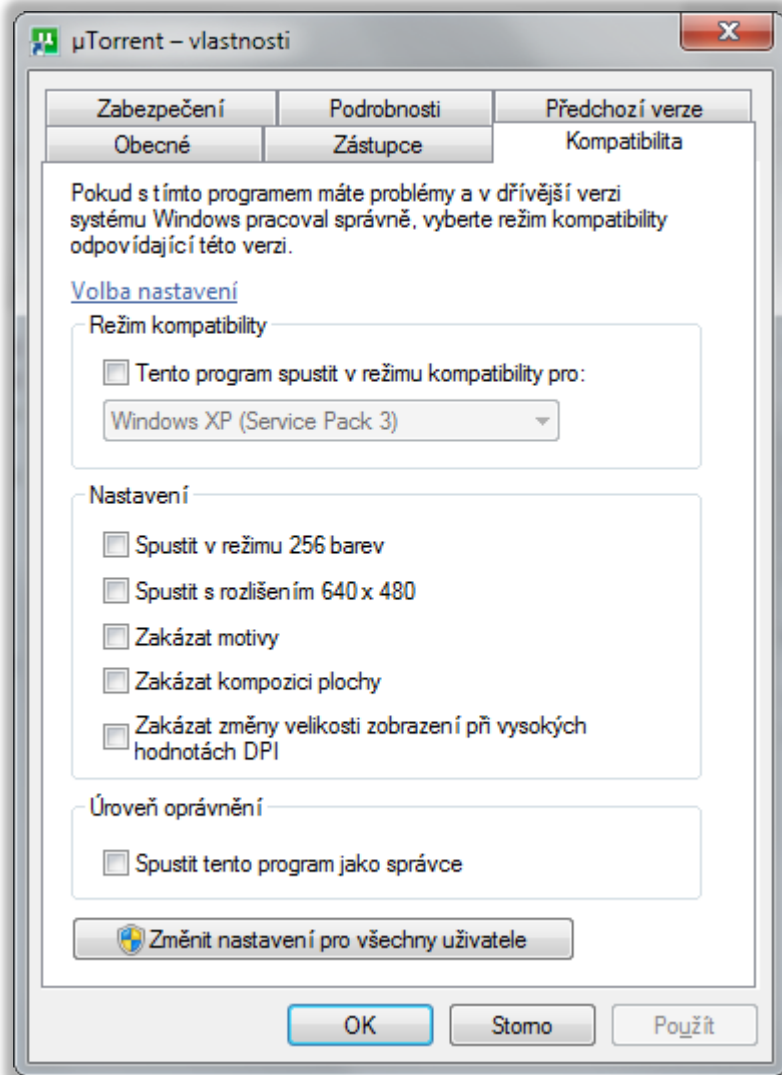 µTorrent – vlastnosti
Zabezpečení Podrobnosti Předchozí verze
Obecné Zástupce Kompatibilita
Pokud s tímto programem máte problémy a v dřívější verzi
systému Windows pracoval správně, vyberte režim kompatibility
odpovídající této verzi.
Volba nastavení
Režim kompatibility
Tento program spustit v režimu kompatibility pro:
Windows XP (Service Pack 3)
Nastavení
Spustit v režimu 256 barev
Spustit s rozlišením 640 x 480
Zakázat motivy
Zakázat kompozici plochy
Zakázat změny velikosti zobrazení při vysokých
hodnotách DPI
Úroveň oprávnění
Spustit tento program jako správce
Změnit nastavení pro všechny uživatele
OK Storno Použít